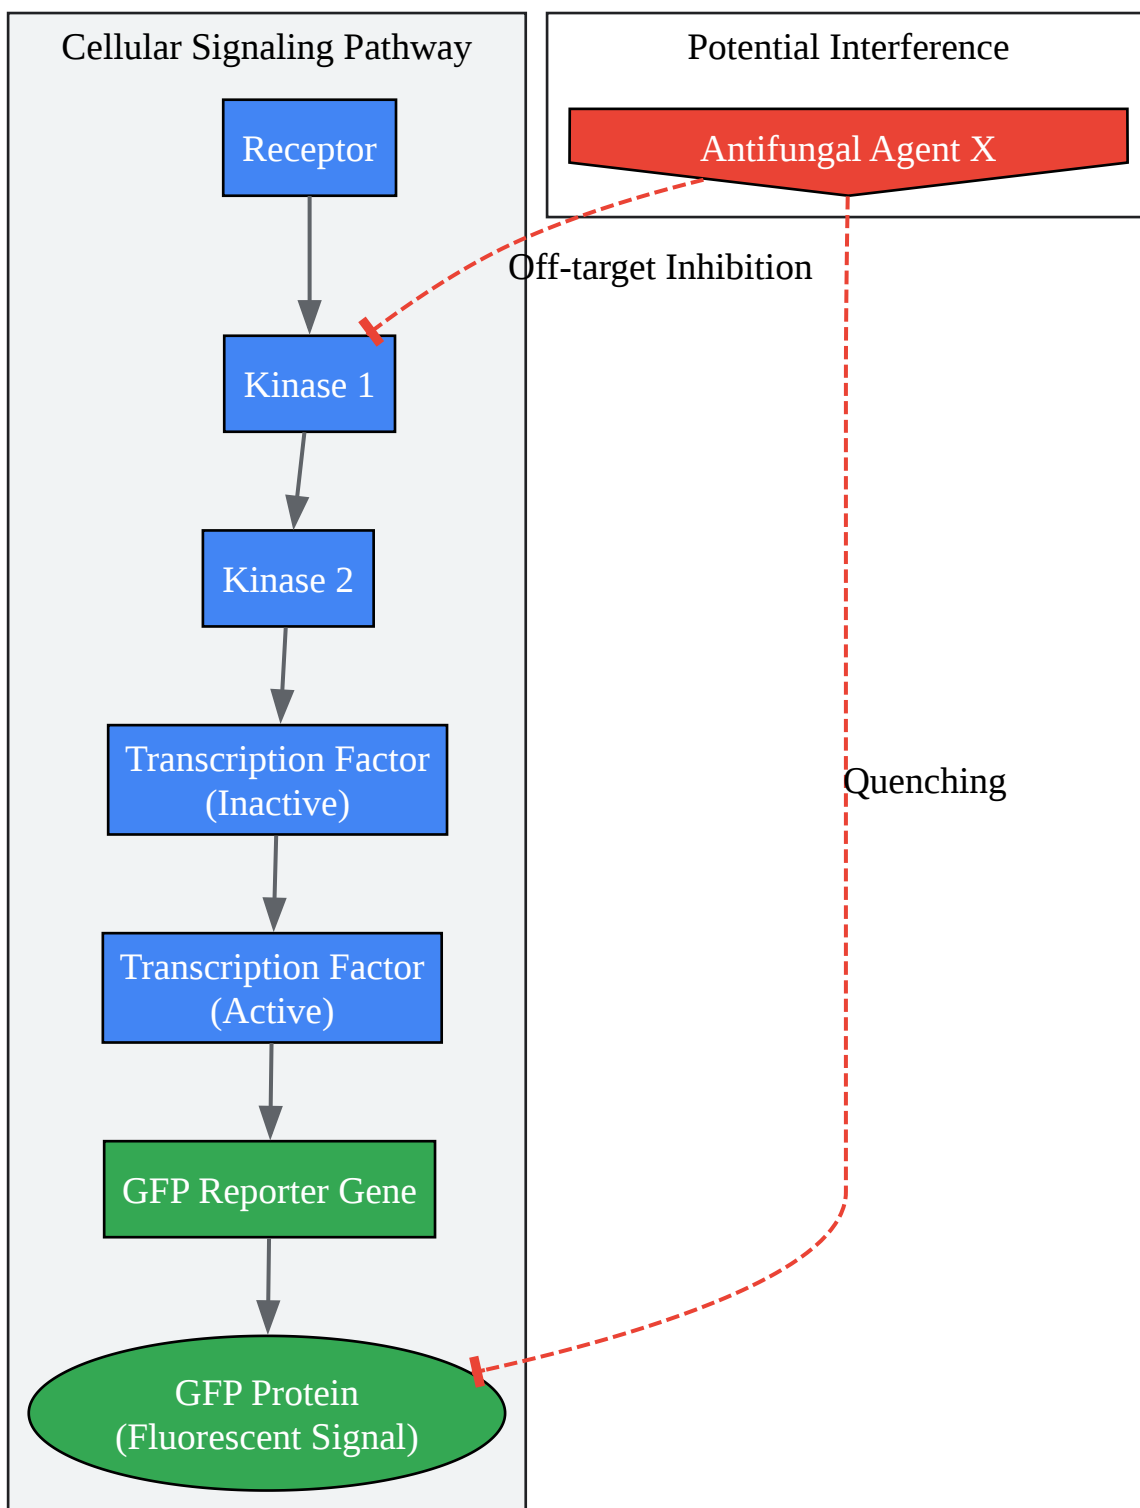 Cellular Signaling Pathway
Potential Interference
Receptor
Antifungal Agent X
Off-target Inhibition
Kinase 1
Kinase 2
Transcription Factor
(Inactive)
Quenching
Transcription Factor
(Active)
GFP Reporter Gene
GFP Protein
(Fluorescent Signal)